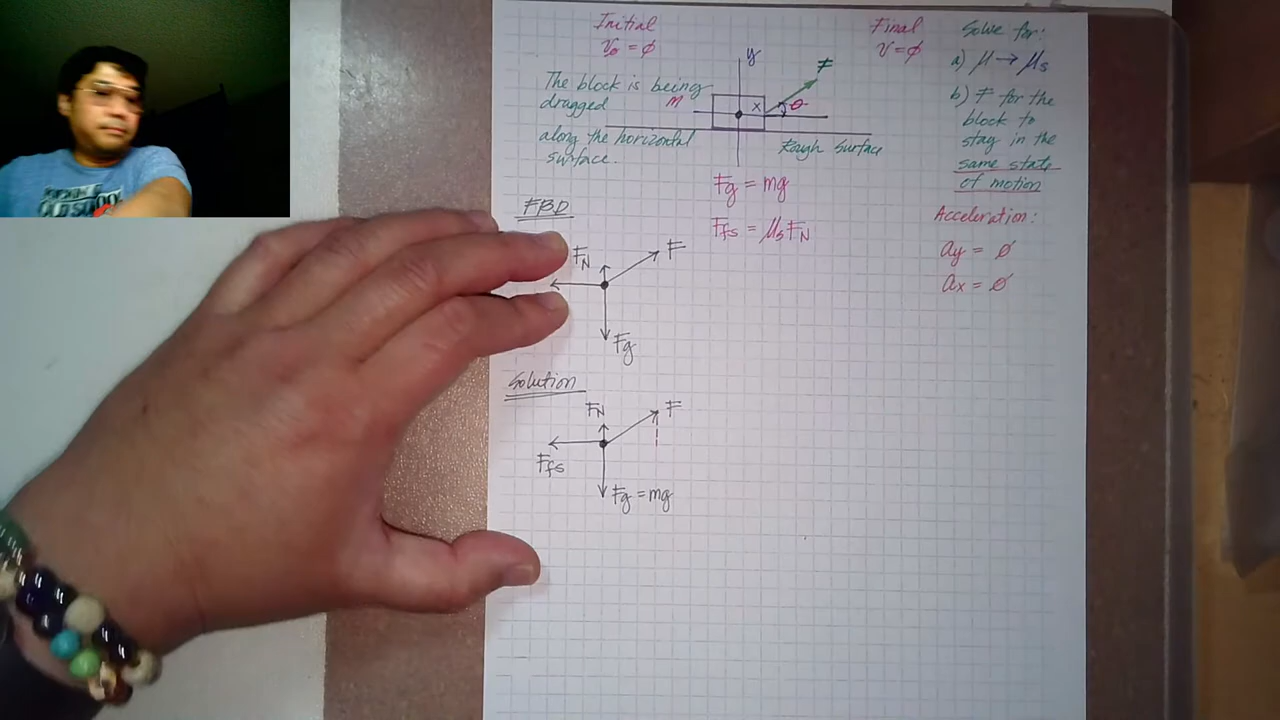 Initial
v₀ = ϕ
Final
v = ϕ
Solve for:
a) μ → μs
b) F for the
block to
stay in the
same state
of motion
The block is being
dragged
along the horizontal
surface.
y
m
x
F
θ
Rough Surface
Fg = mg
Ffs = μs FN
Acceleration:
ay = ϕ
ax = ϕ
FBD
FN
F
Fg
Solution
FN
F
Ffs
Fg = mg